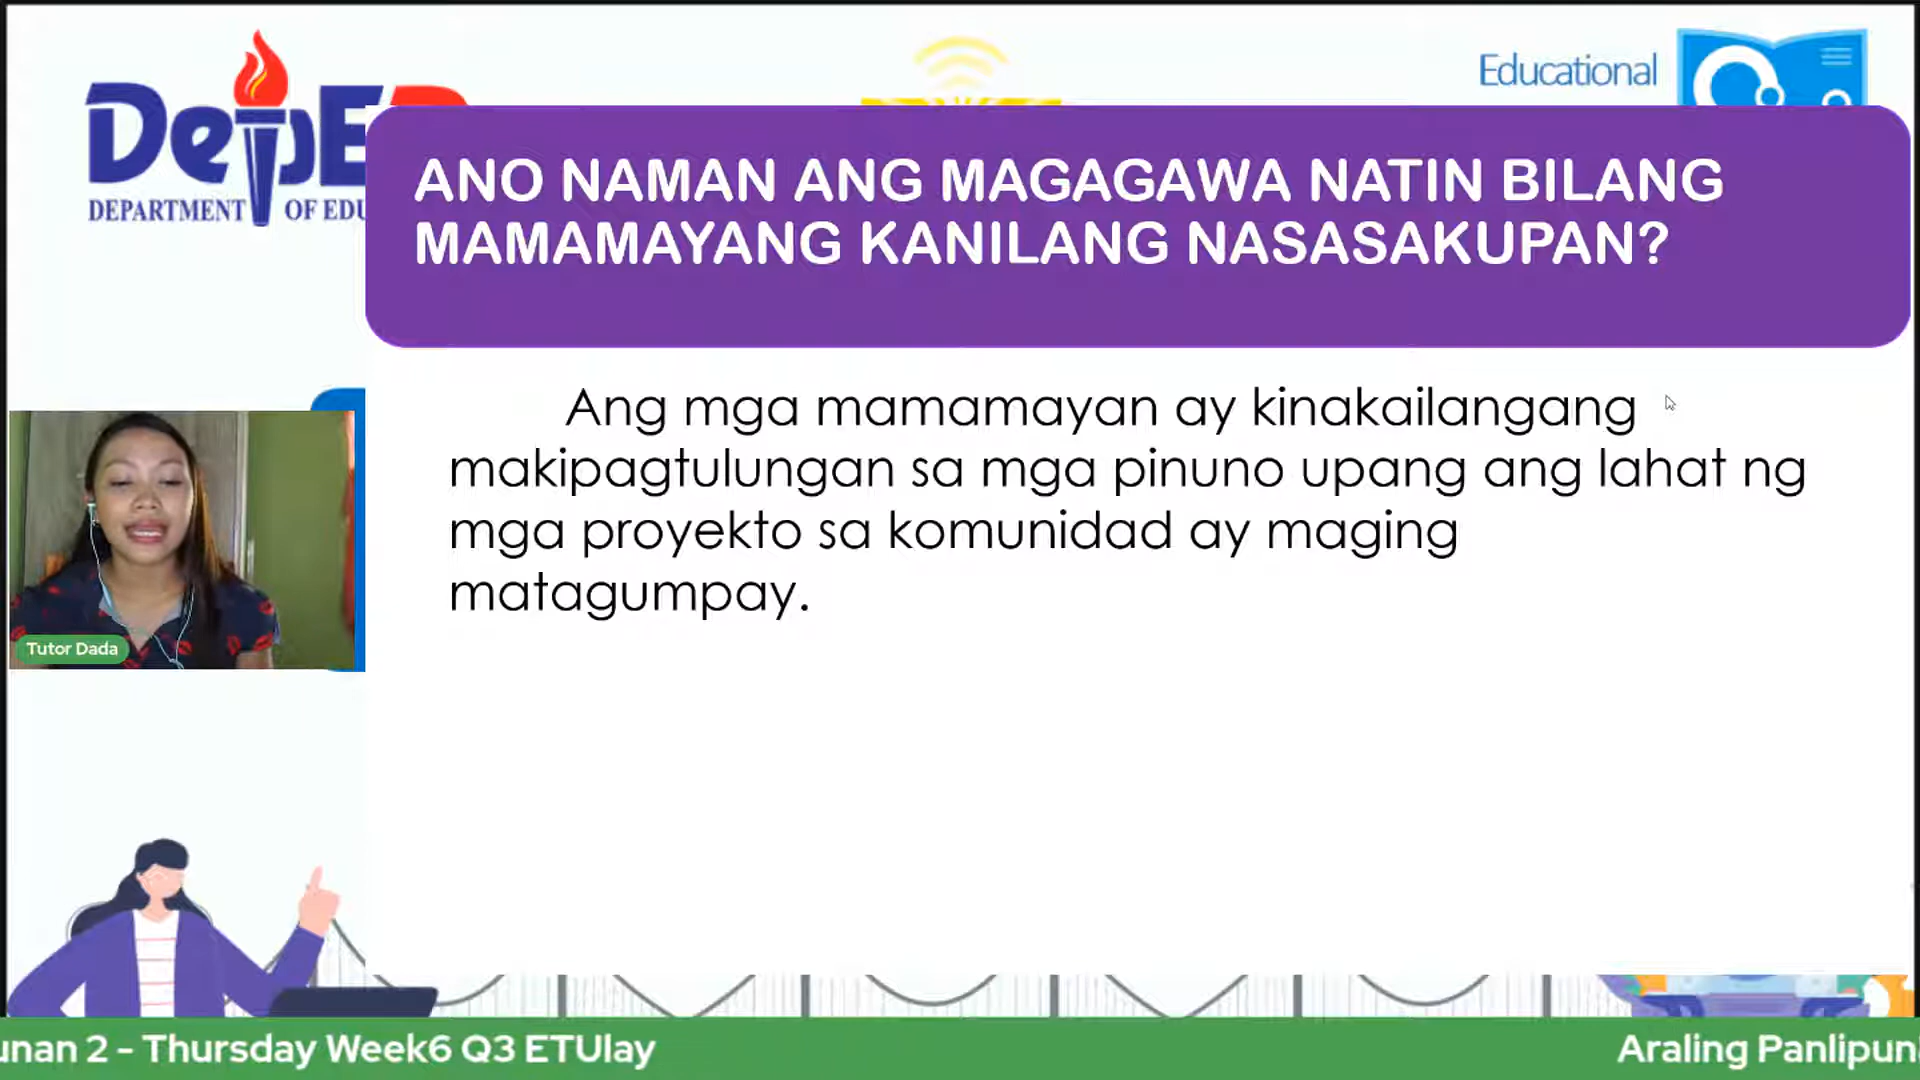 DepE
DEPARTMENT OF EDU
Educational
ANO NAMAN ANG MAGAGAWA NATIN BILANG
MAMAMAYANG KANILANG NASASAKUPAN?
Ang mga mamamayan ay kinakailangang
makipagtulungan sa mga pinuno upang ang lahat ng
mga proyekto sa komunidad ay maging
matagumpay.
Tutor Dada
unan 2 - Thursday Week6 Q3 ETUlay
Araling Panlipun